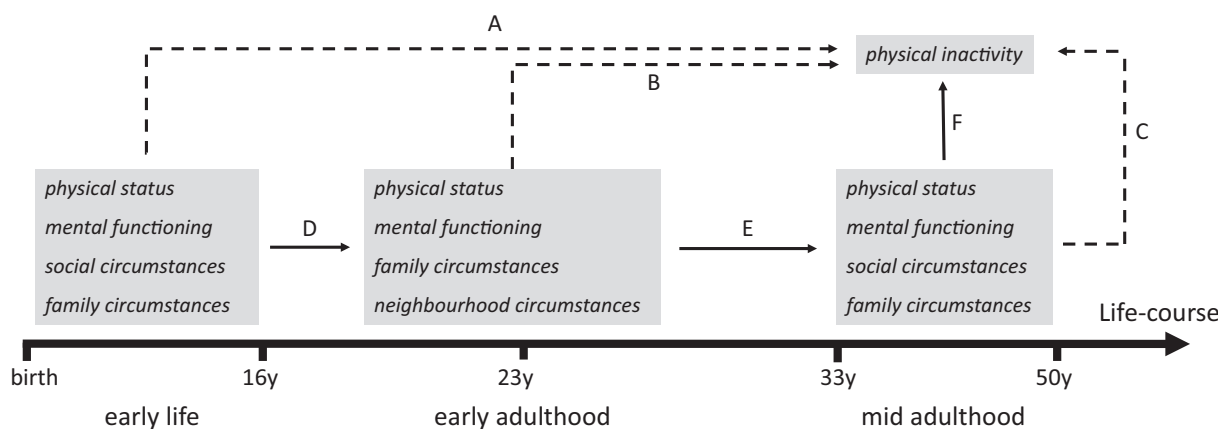 A
physical inactivity
B
F
C
physical status
mental functioning
social circumstances
family circumstances
D
physical status
mental functioning
family circumstances
neighbourhood circumstances
E
physical status
mental functioning
social circumstances
family circumstances
Life-course
birth
16y
23y
33y
50y
early life
early adulthood
mid adulthood